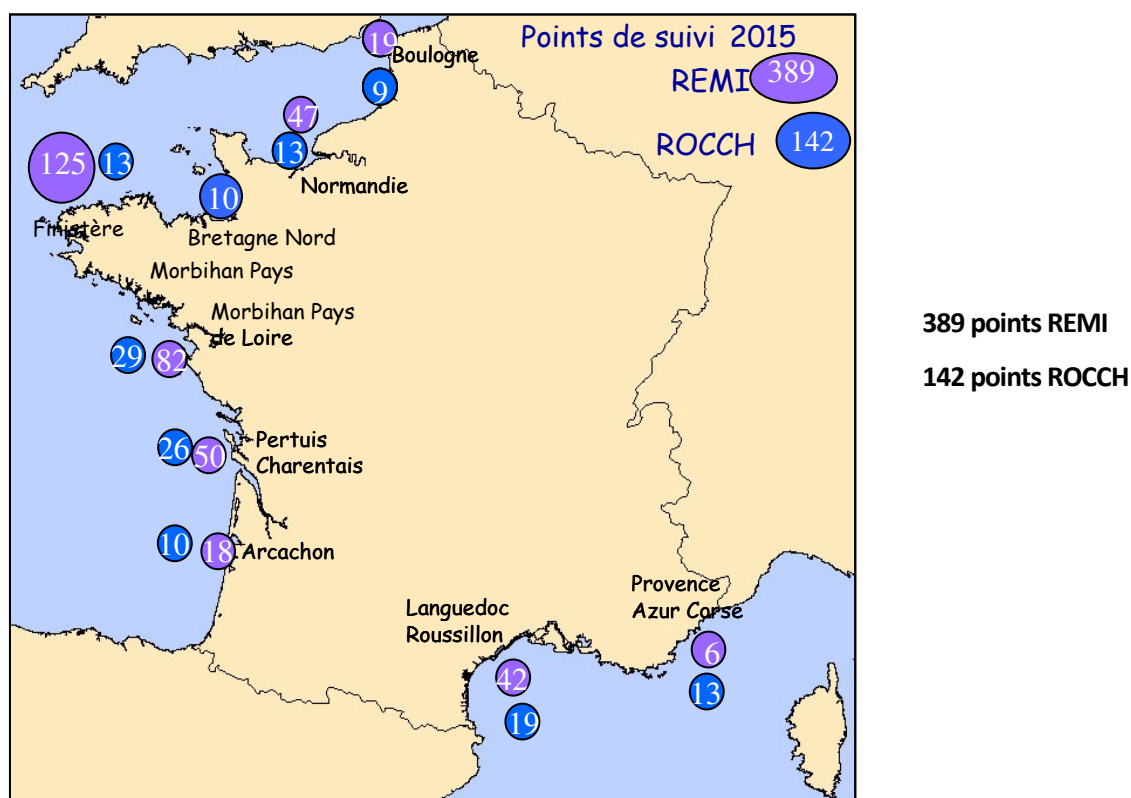 Points de suivi 2015
REMI 389
ROCCH 142
19
Boulogne
9
47
13
Normandie
125
13
10
Finistère
Bretagne Nord
Morbihan Pays
Morbihan Pays
de Loire
29
82
26
50
Pertuis
Charentais
10
18
Arcachon
Languedoc
Roussillon
42
19
Provence
Azur Corse
6
13
389 points REMI
142 points ROCCH